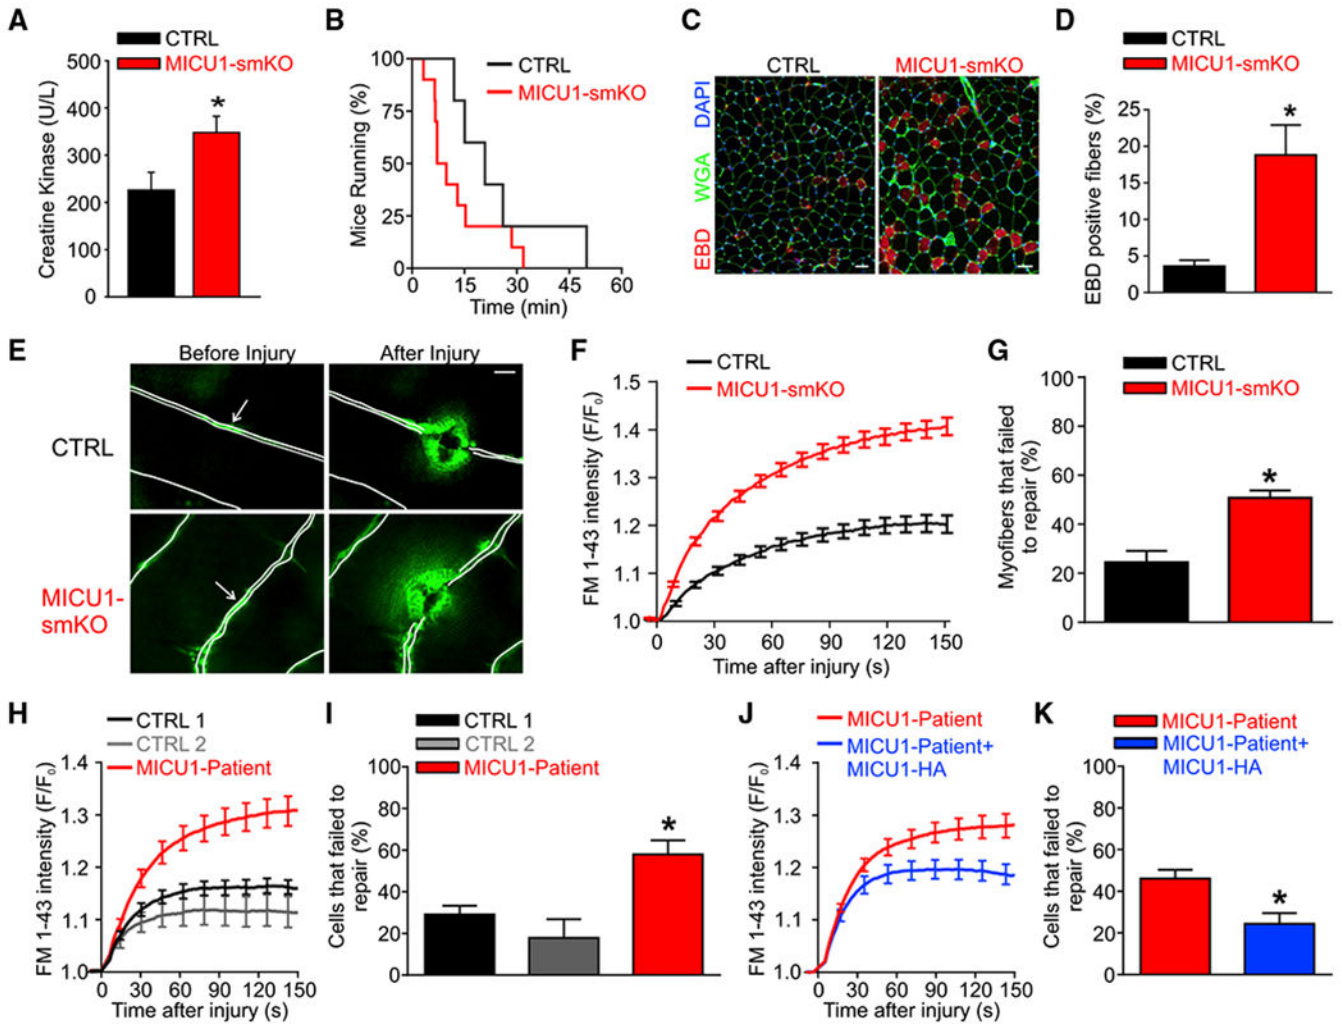 A
CTRL
MICU1-smKO
Creatine Kinase (U/L)
500
400
300
200
100
0
*
B
CTRL
MICU1-smKO
Mice Running (%)
100
75
50
25
0
0 15 30 45 60
Time (min)
C
CTRL MICU1-smKO
EBD WGA DAPI
D
CTRL
MICU1-smKO
EBD positive fibers (%)
25
20
15
10
5
0
*
E
Before Injury After Injury
CTRL
MICU1-
smKO
F
CTRL
MICU1-smKO
FM 1-43 intensity (F/F0)
1.5
1.4
1.3
1.2
1.1
1.0
0 30 60 90 120 150
Time after injury (s)
G
CTRL
MICU1-smKO
Myofibers that failed
to repair (%)
100
80
60
40
20
0
*
H
CTRL 1
CTRL 2
MICU1-Patient
FM 1-43 intensity (F/F0)
1.4
1.3
1.2
1.1
1.0
0 30 60 90 120 150
Time after injury (s)
I
CTRL 1
CTRL 2
MICU1-Patient
Cells that failed to
repair (%)
100
80
60
40
20
0
*
J
MICU1-Patient
MICU1-Patient+
MICU1-HA
FM 1-43 intensity (F/F0)
1.4
1.3
1.2
1.1
1.0
0 30 60 90 120 150
Time after injury (s)
K
MICU1-Patient
MICU1-Patient+
MICU1-HA
Cells that failed to
repair (%)
100
80
60
40
20
0
*